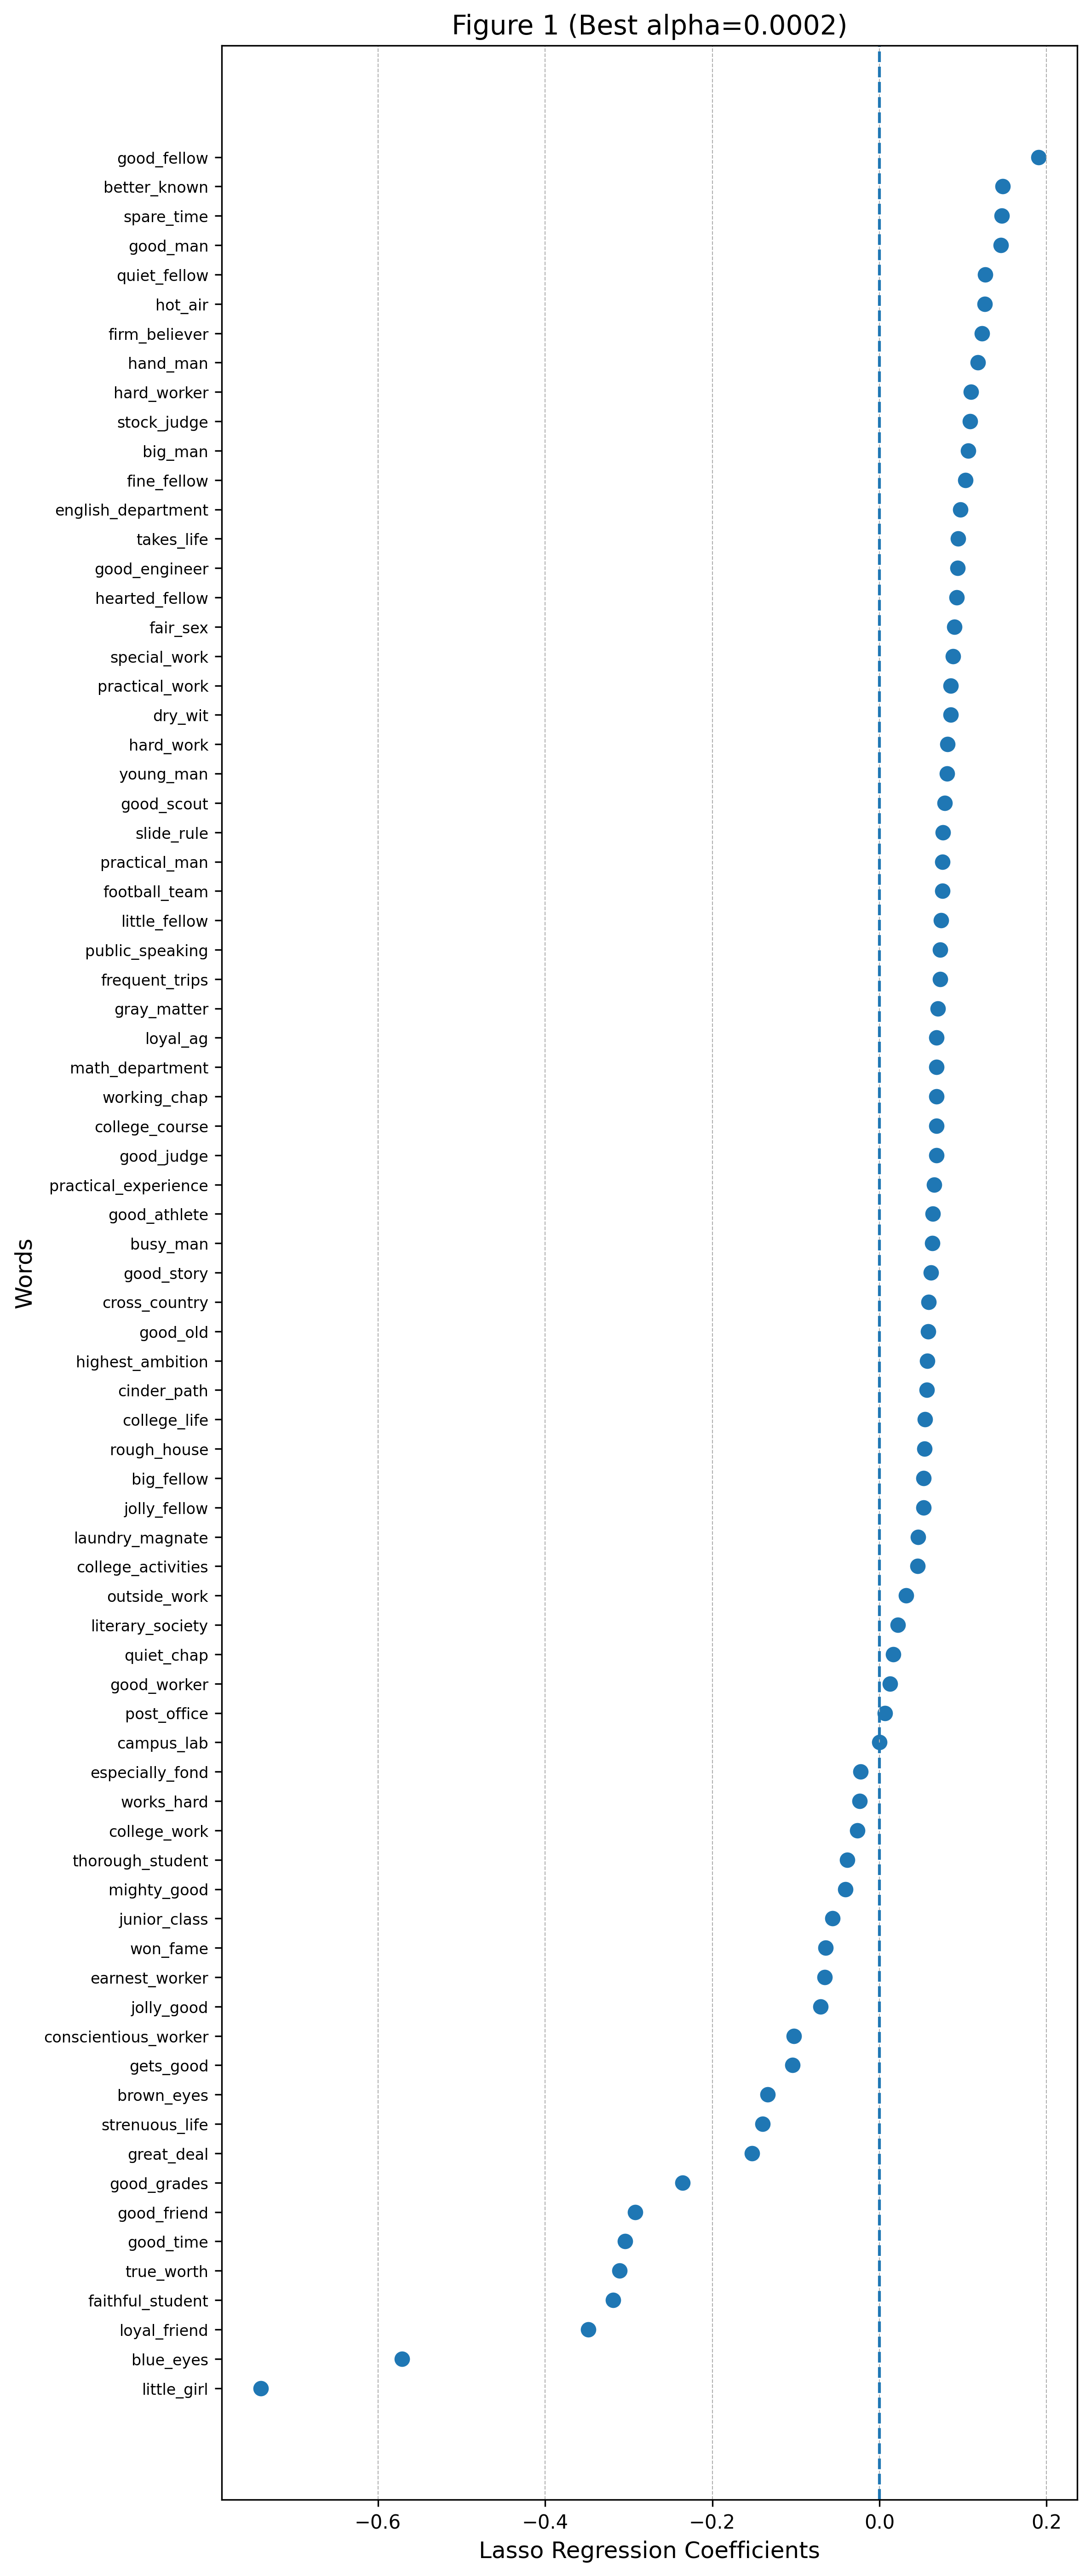 Figure 1 (Best alpha=0.0002)
good_fellow
better_known
spare_time
good_man
quiet_fellow
hot_air
firm_believer
hand_man
hard_worker
stock_judge
big_man
fine_fellow
english_department
takes_life
good_engineer
hearted_fellow
fair_sex
special_work
practical_work
dry_wit
hard_work
young_man
good_scout
slide_rule
practical_man
football_team
little_fellow
public_speaking
frequent_trips
gray_matter
loyal_ag
math_department
working_chap
college_course
good_judge
practical_experience
good_athlete
busy_man
good_story
cross_country
good_old
highest_ambition
cinder_path
college_life
rough_house
big_fellow
jolly_fellow
laundry_magnate
college_activities
outside_work
literary_society
quiet_chap
good_worker
post_office
campus_lab
especially_fond
works_hard
college_work
thorough_student
mighty_good
junior_class
won_fame
earnest_worker
jolly_good
conscientious_worker
gets_good
brown_eyes
strenuous_life
great_deal
good_grades
good_friend
good_time
true_worth
faithful_student
loyal_friend
blue_eyes
little_girl
Words
−0.6 −0.4 −0.2 0.0 0.2
Lasso Regression Coefficients